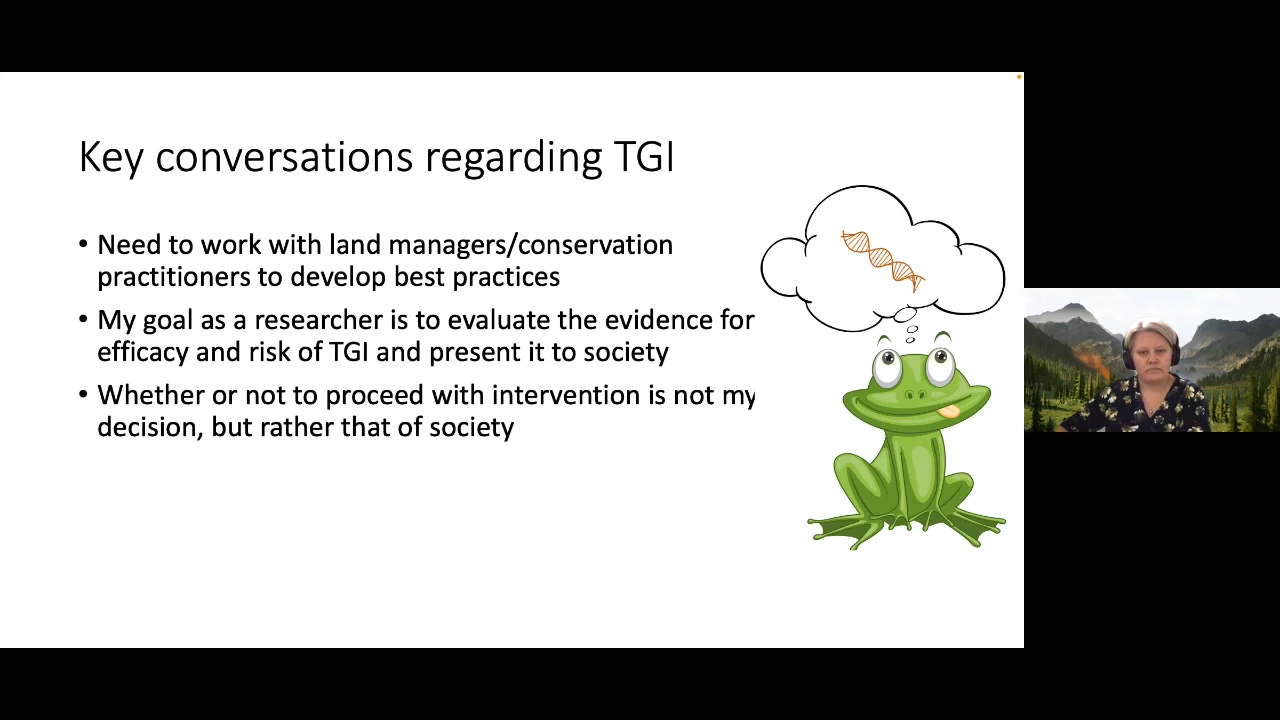 Key conversations regarding TGI
• Need to work with land managers/conservation
practitioners to develop best practices
• My goal as a researcher is to evaluate the evidence for
efficacy and risk of TGI and present it to society
• Whether or not to proceed with intervention is not my
decision, but rather that of society